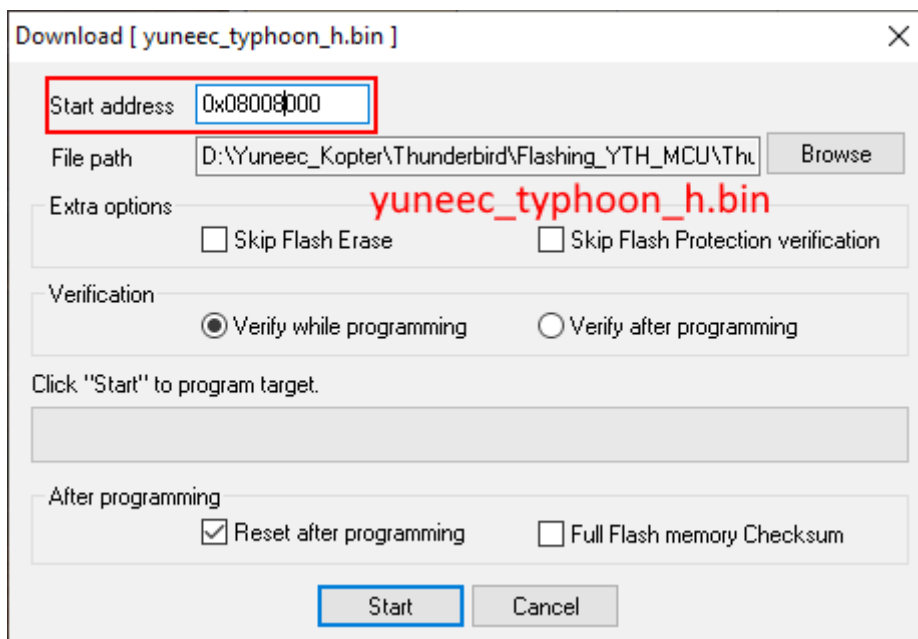 Download [ yuneec_typhoon_h.bin ]
Start address 0x08008000
File path D:\Yuneec_Kopter\Thunderbird\Flashing_YTH_MCU\Thu Browse
yuneec_typhoon_h.bin
Extra options
Skip Flash Erase Skip Flash Protection verification
Verification
Verify while programming Verify after programming
Click "Start" to program target.
After programming
Reset after programming Full Flash memory Checksum
Start Cancel